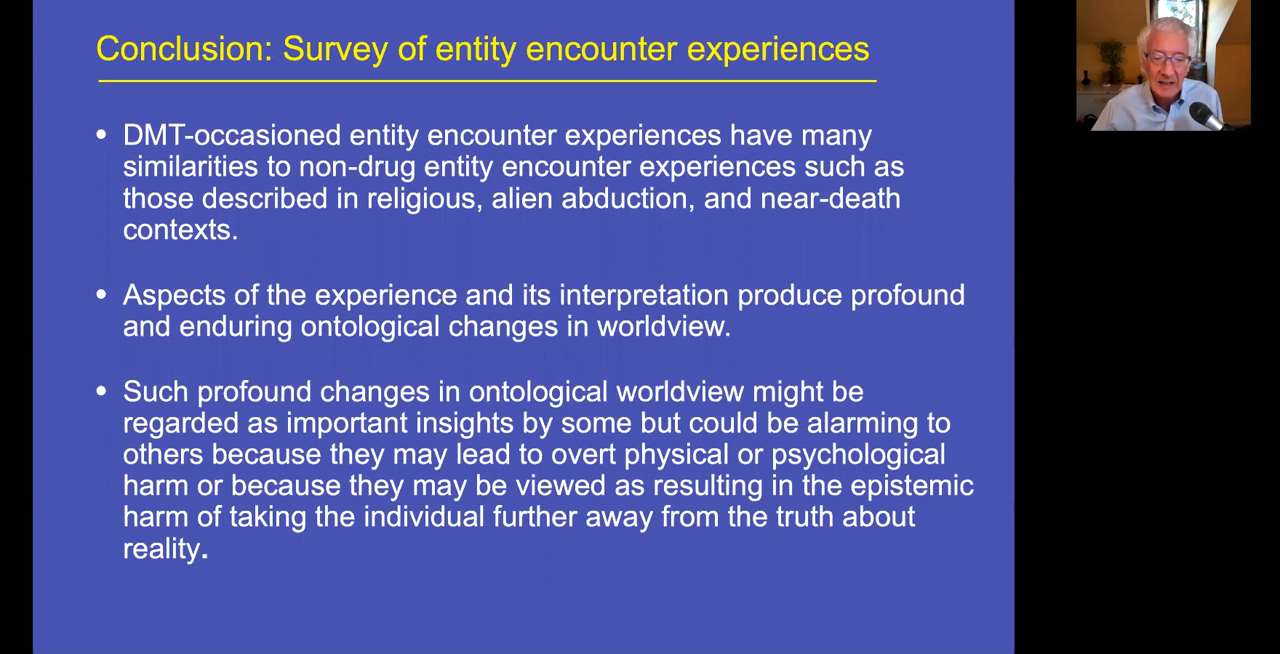 Conclusion: Survey of entity encounter experiences
• DMT-occasioned entity encounter experiences have many
similarities to non-drug entity encounter experiences such as
those described in religious, alien abduction, and near-death
contexts.
• Aspects of the experience and its interpretation produce profound
and enduring ontological changes in worldview.
• Such profound changes in ontological worldview might be
regarded as important insights by some but could be alarming to
others because they may lead to overt physical or psychological
harm or because they may be viewed as resulting in the epistemic
harm of taking the individual further away from the truth about
reality.